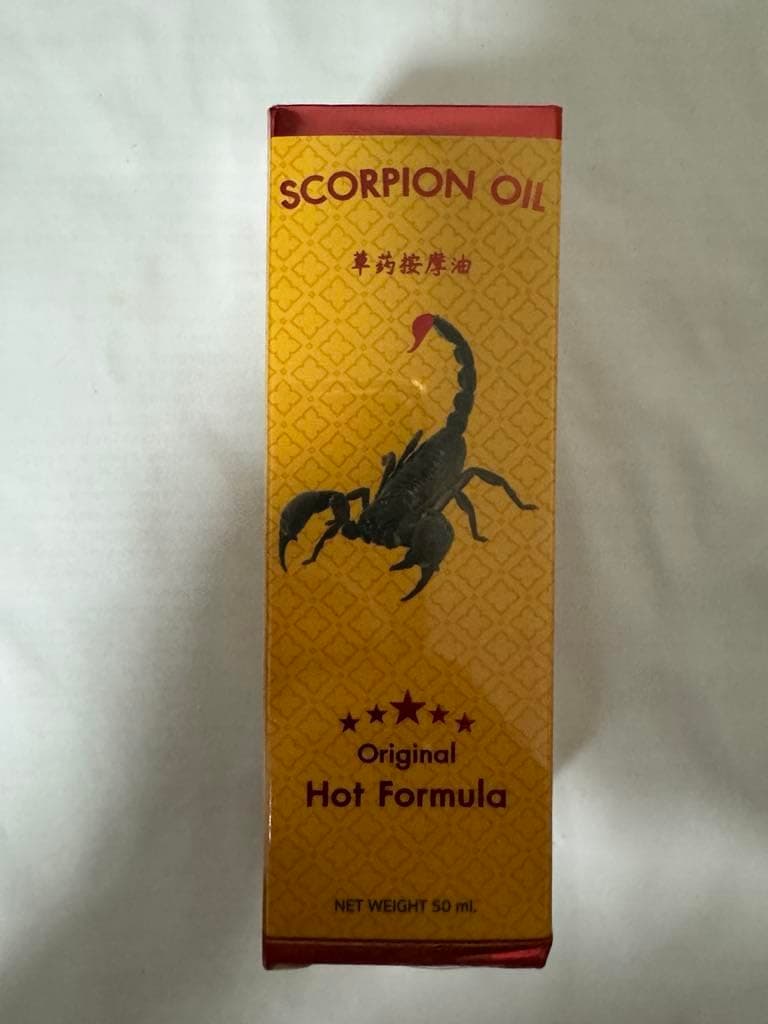 SCORPION OIL
草药按摩油
Original
Hot Formula
NET WEIGHT 50 ml.